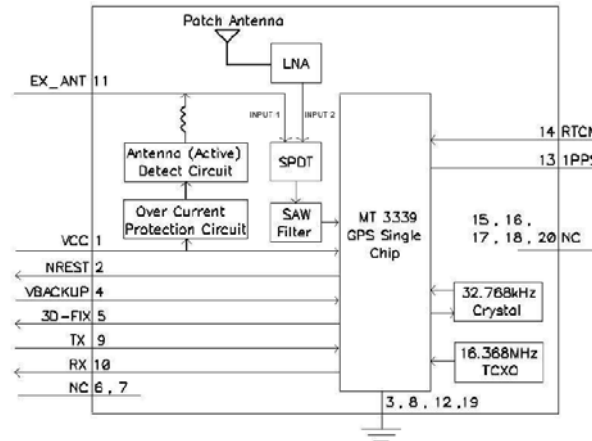 Patch Antenna
LNA
EX_ANT 11
INPUT 1
INPUT 2
14 RTCM
13 1PPS
Antenna (Active)
Detect Circuit
SPDT
Over Current
Protection Circuit
SAW
Filter
MT 3339
GPS Single
Chip
15, 16,
17, 18, 20 NC
VCC 1
NREST 2
VBACKUP 4
3D-FIX 5
TX 9
RX 10
NC 6, 7
32.768kHz
Crystal
16.368MHz
TCXO
3, 8, 12, 19